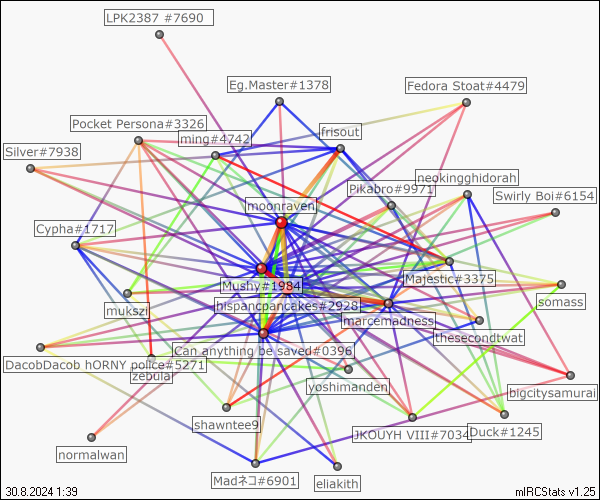 LPK2387 #7690
Eg.Master#1378
Fedora Stoat#4479
Pocket Persona#3326
frisout
ming#4742
Silver#7938
neokingghidorah
Pikabro#9971
Swirly Boi#6154
moonraven
Cypha#1717
Majestic#3375
Mushy#1984
somass
hispancpancakes#2928
mukszi
marcemadness
thesecondtwat
Can anything be saved#0396
DacobDacob hORNY police#5271
zebular
yoshimanden
bigcitysamurai
shawntee9
JKOUYH VIII#7034
Duck#1245
normalwan
Madネコ#6901
eliakith
30.8.2024 1:39
mIRCStats v1.25